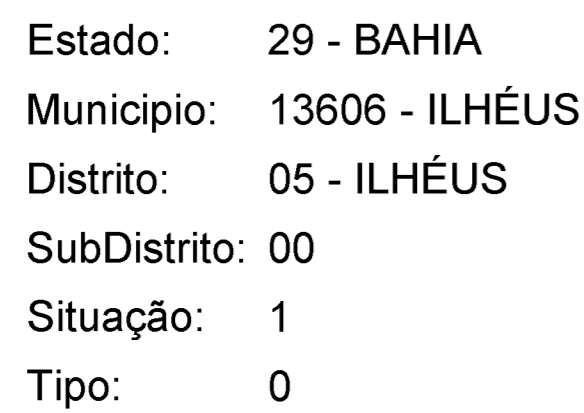 Estado: 29 - BAHIA
Municipio: 13606 - ILHÉUS
Distrito: 05 - ILHÉUS
SubDistrito: 00
Situação: 1
Tipo: 0